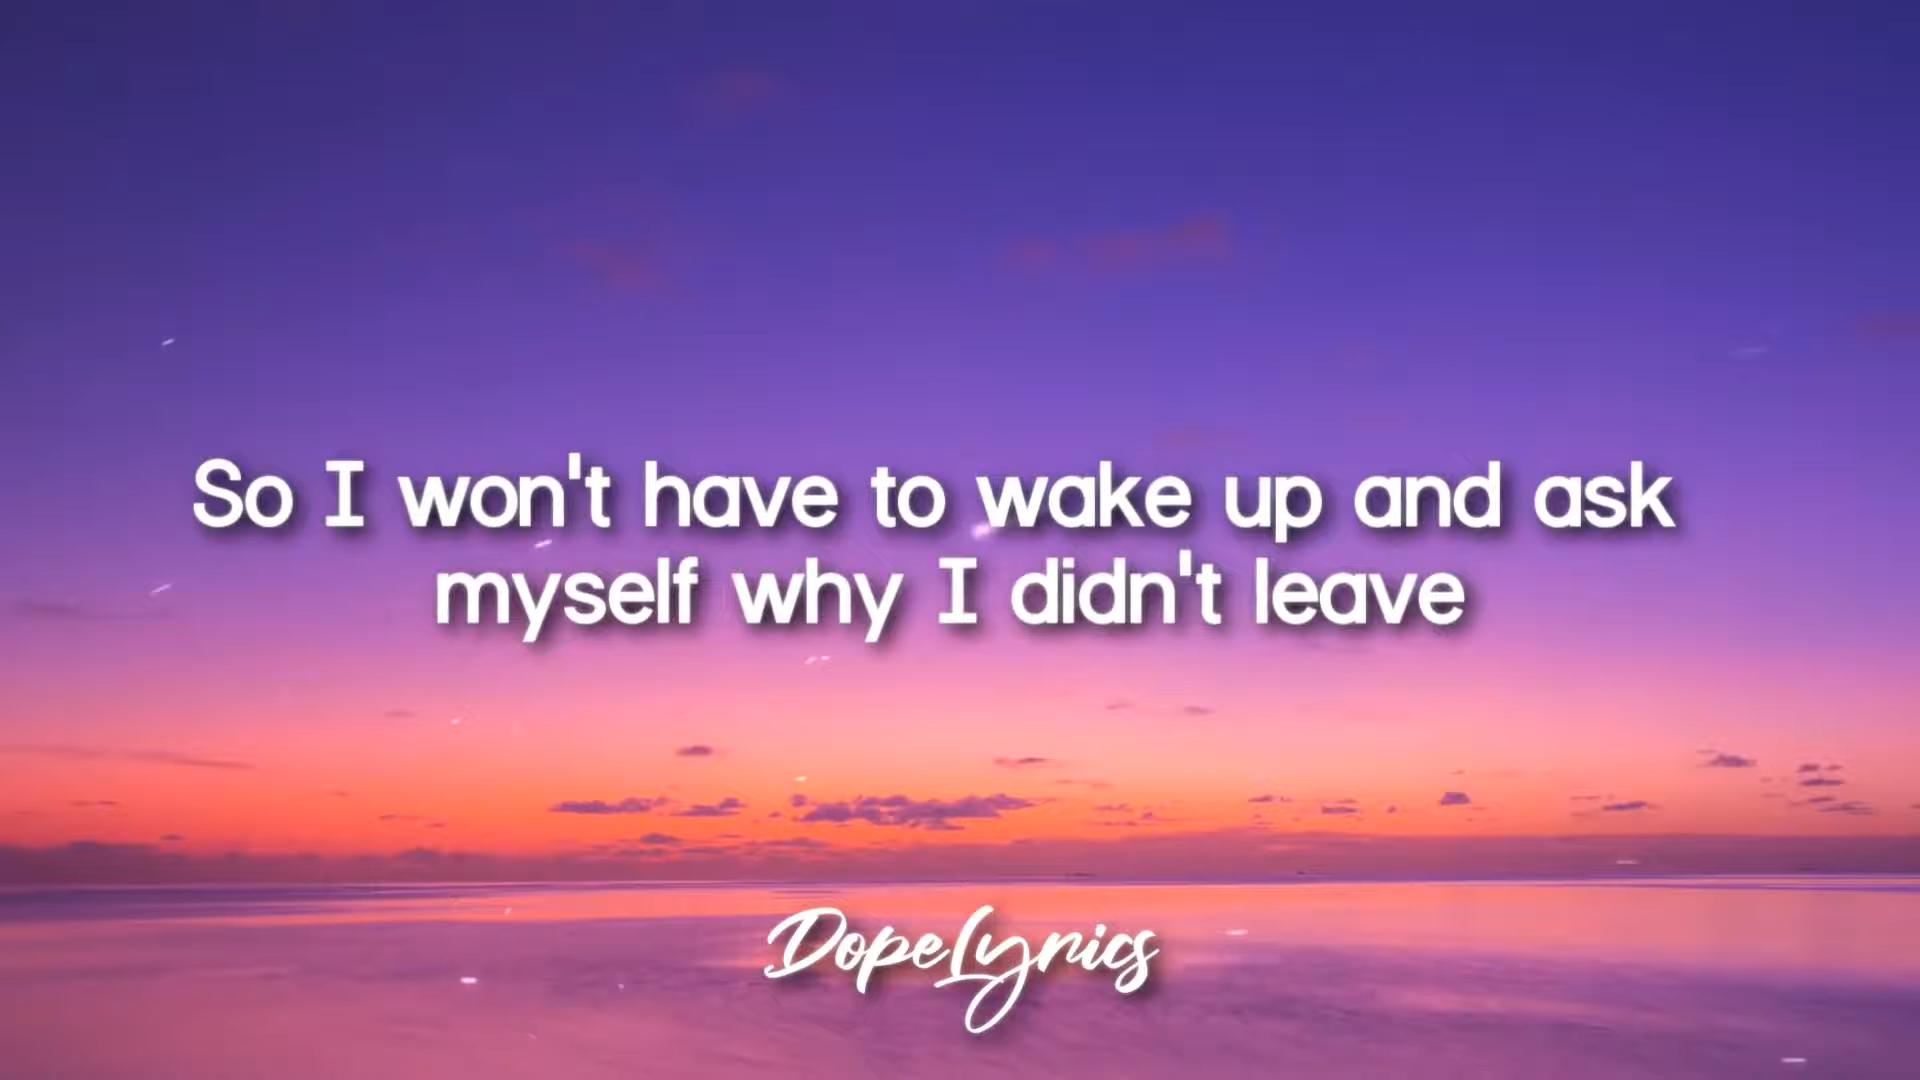 So I won't have to wake up and ask
myself why I didn't leave
DopeLyrics